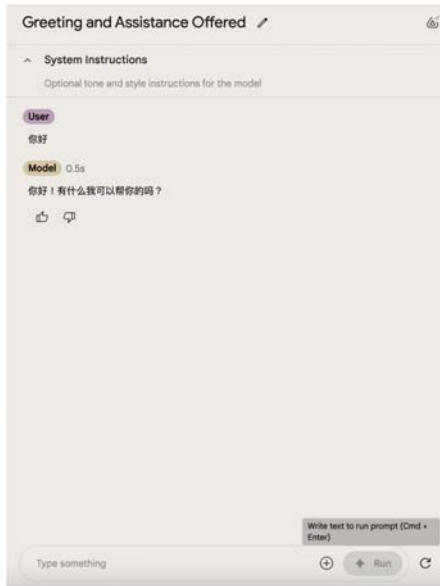 Greeting and Assistance Offered
System Instructions
Optional tone and style instructions for the model
User
你好
Model 0.5s
你好！有什么我可以帮你的吗？
Write text to run prompt (Cmd +
Enter)
Type something
Run